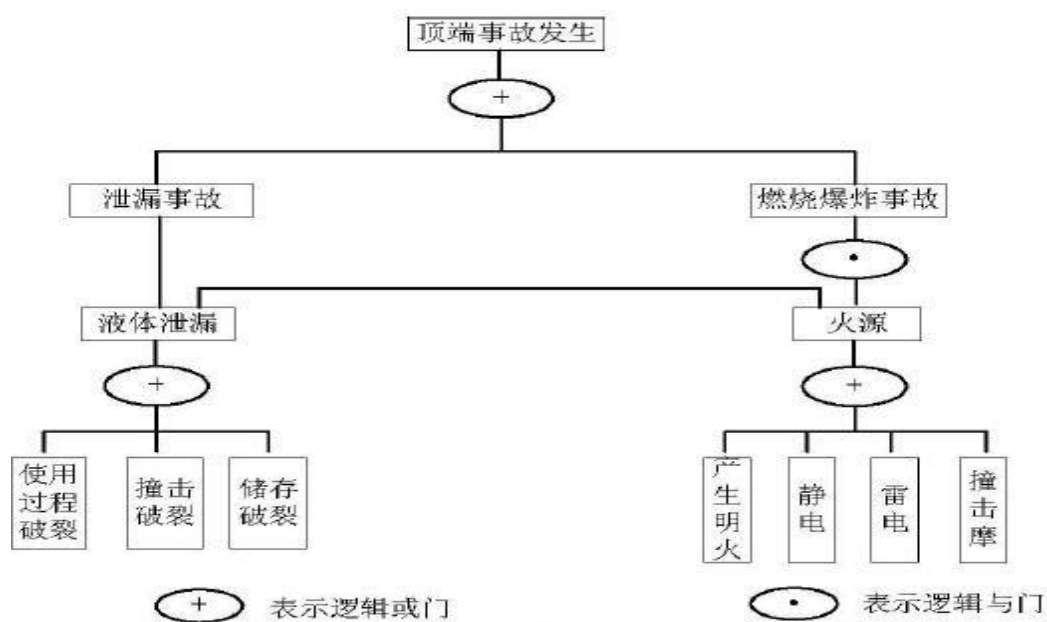 顶端事故发生
+
泄漏事故
燃烧爆炸事故
•
液体泄漏
火源
+
+
使用
过程
破裂
撞击
破裂
储存
破裂
产生明火
静电
雷电
撞击摩
+ 表示逻辑或门
• 表示逻辑与门